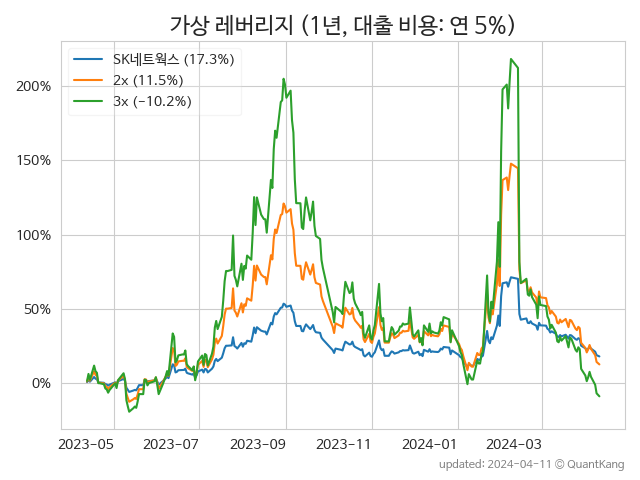 가상 레버리지 (1년, 대출 비용: 연 5%)
SK네트웍스 (17.3%)
2x (11.5%)
3x (-10.2%)
200%
150%
100%
50%
0%
2023-05
2023-07
2023-09
2023-11
2024-01
2024-03
updated: 2024-04-11 © QuantKang